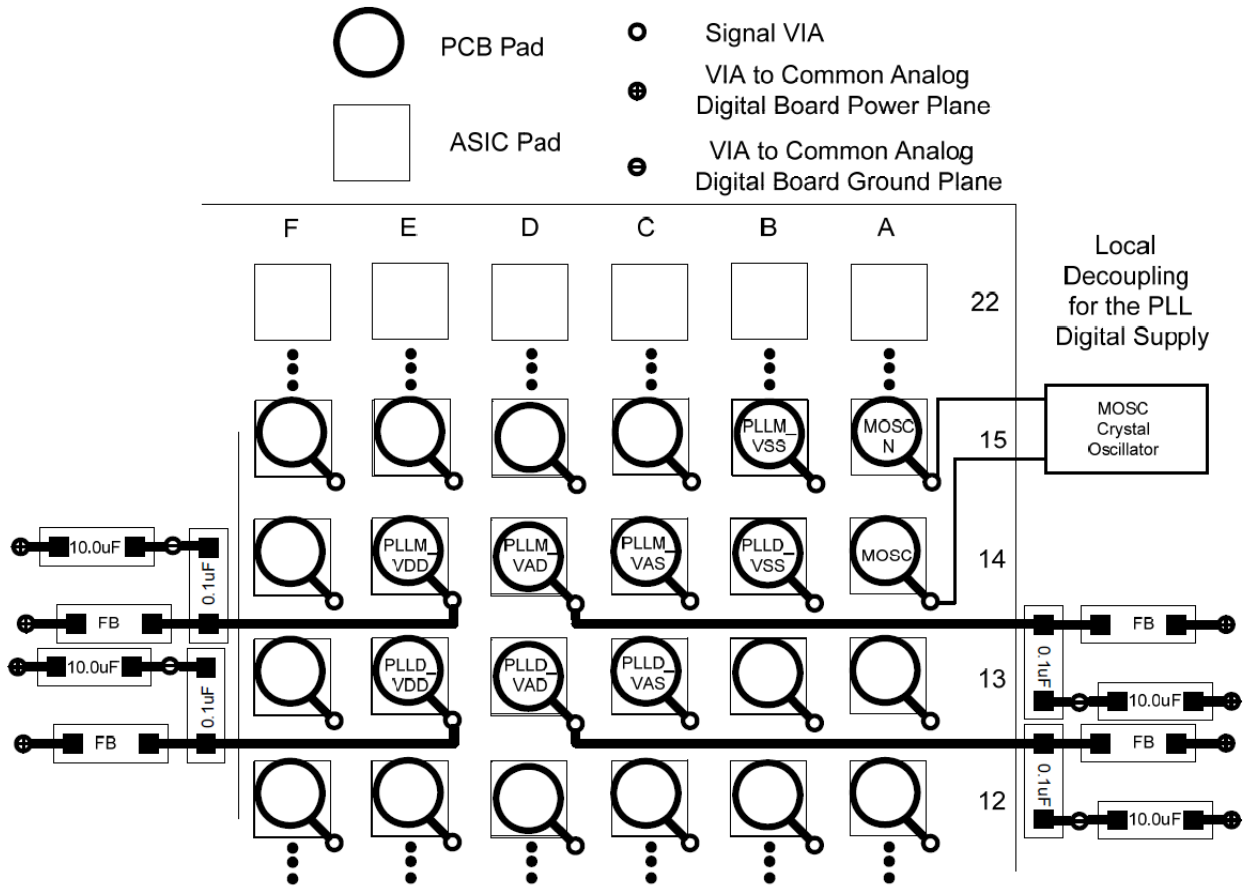 PCB Pad
Signal VIA
VIA to Common Analog
Digital Board Power Plane
ASIC Pad
VIA to Common Analog
Digital Board Ground Plane
F E D C B A
Local
Decoupling
for the PLL
Digital Supply
22
PLLM_
VSS
MOSC
N
15
MOSC
Crystal
Oscillator
10.0uF
0.1uF
PLLM_
VDD
PLLM_
VAD
PLLM_
VAS
PLLD_
VSS
MOSC
14
FB
FB
10.0uF
0.1uF
PLLD_
VDD
PLLD_
VAD
PLLD_
VAS
13
0.1uF
10.0uF
FB
FB
12
0.1uF
10.0uF